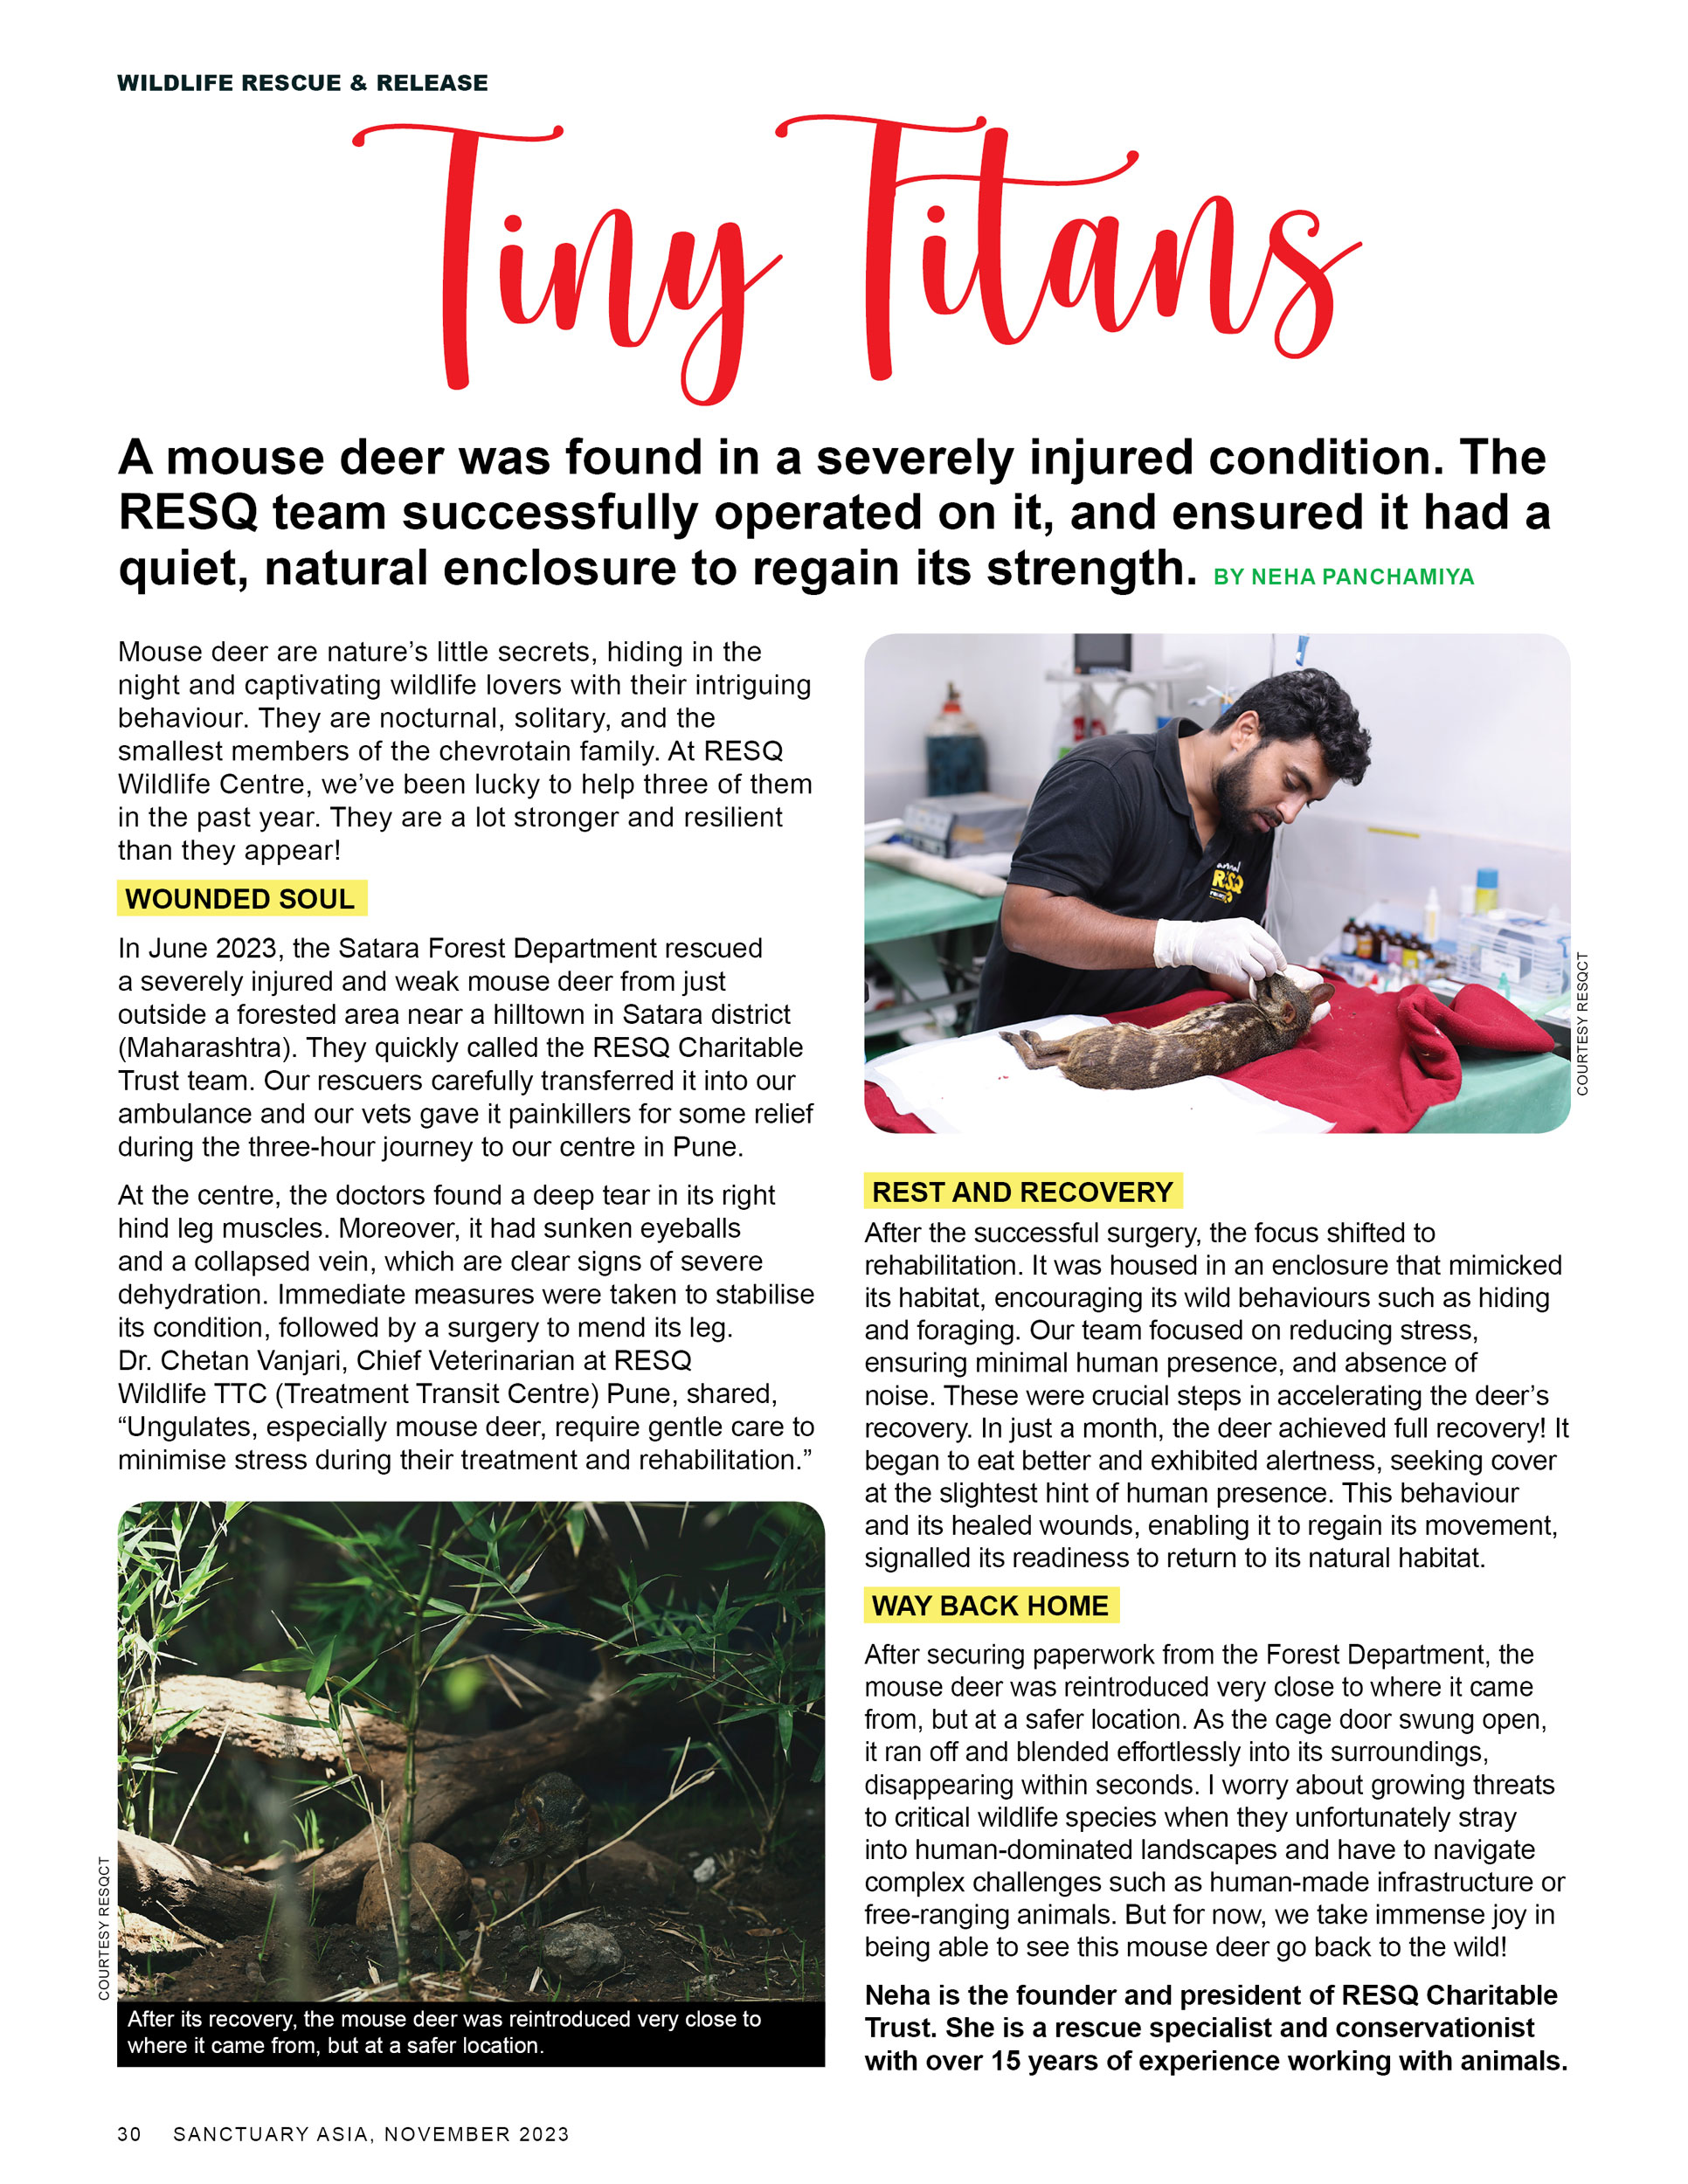 WILDLIFE RESCUE & RELEASE
Tiny Titans
A mouse deer was found in a severely injured condition. The
RESQ team successfully operated on it, and ensured it had a
quiet, natural enclosure to regain its strength. BY NEHA PANCHAMIYA
Mouse deer are nature’s little secrets, hiding in the
night and captivating wildlife lovers with their intriguing
behaviour. They are nocturnal, solitary, and the
smallest members of the chevrotain family. At RESQ
Wildlife Centre, we’ve been lucky to help three of them
in the past year. They are a lot stronger and resilient
than they appear!
WOUNDED SOUL
In June 2023, the Satara Forest Department rescued
a severely injured and weak mouse deer from just
outside a forested area near a hilltown in Satara district
(Maharashtra). They quickly called the RESQ Charitable
Trust team. Our rescuers carefully transferred it into our
ambulance and our vets gave it painkillers for some relief
during the three-hour journey to our centre in Pune.
At the centre, the doctors found a deep tear in its right
hind leg muscles. Moreover, it had sunken eyeballs
and a collapsed vein, which are clear signs of severe
dehydration. Immediate measures were taken to stabilise
its condition, followed by a surgery to mend its leg.
Dr. Chetan Vanjari, Chief Veterinarian at RESQ
Wildlife TTC (Treatment Transit Centre) Pune, shared,
“Ungulates, especially mouse deer, require gentle care to
minimise stress during their treatment and rehabilitation.”
COURTESY RESQCT
After its recovery, the mouse deer was reintroduced very close to
where it came from, but at a safer location.
RESQ
COURTESY RESQCT
REST AND RECOVERY
After the successful surgery, the focus shifted to
rehabilitation. It was housed in an enclosure that mimicked
its habitat, encouraging its wild behaviours such as hiding
and foraging. Our team focused on reducing stress,
ensuring minimal human presence, and absence of
noise. These were crucial steps in accelerating the deer’s
recovery. In just a month, the deer achieved full recovery! It
began to eat better and exhibited alertness, seeking cover
at the slightest hint of human presence. This behaviour
and its healed wounds, enabling it to regain its movement,
signalled its readiness to return to its natural habitat.
WAY BACK HOME
After securing paperwork from the Forest Department, the
mouse deer was reintroduced very close to where it came
from, but at a safer location. As the cage door swung open,
it ran off and blended effortlessly into its surroundings,
disappearing within seconds. I worry about growing threats
to critical wildlife species when they unfortunately stray
into human-dominated landscapes and have to navigate
complex challenges such as human-made infrastructure or
free-ranging animals. But for now, we take immense joy in
being able to see this mouse deer go back to the wild!
Neha is the founder and president of RESQ Charitable
Trust. She is a rescue specialist and conservationist
with over 15 years of experience working with animals.
30 SANCTUARY ASIA, NOVEMBER 2023